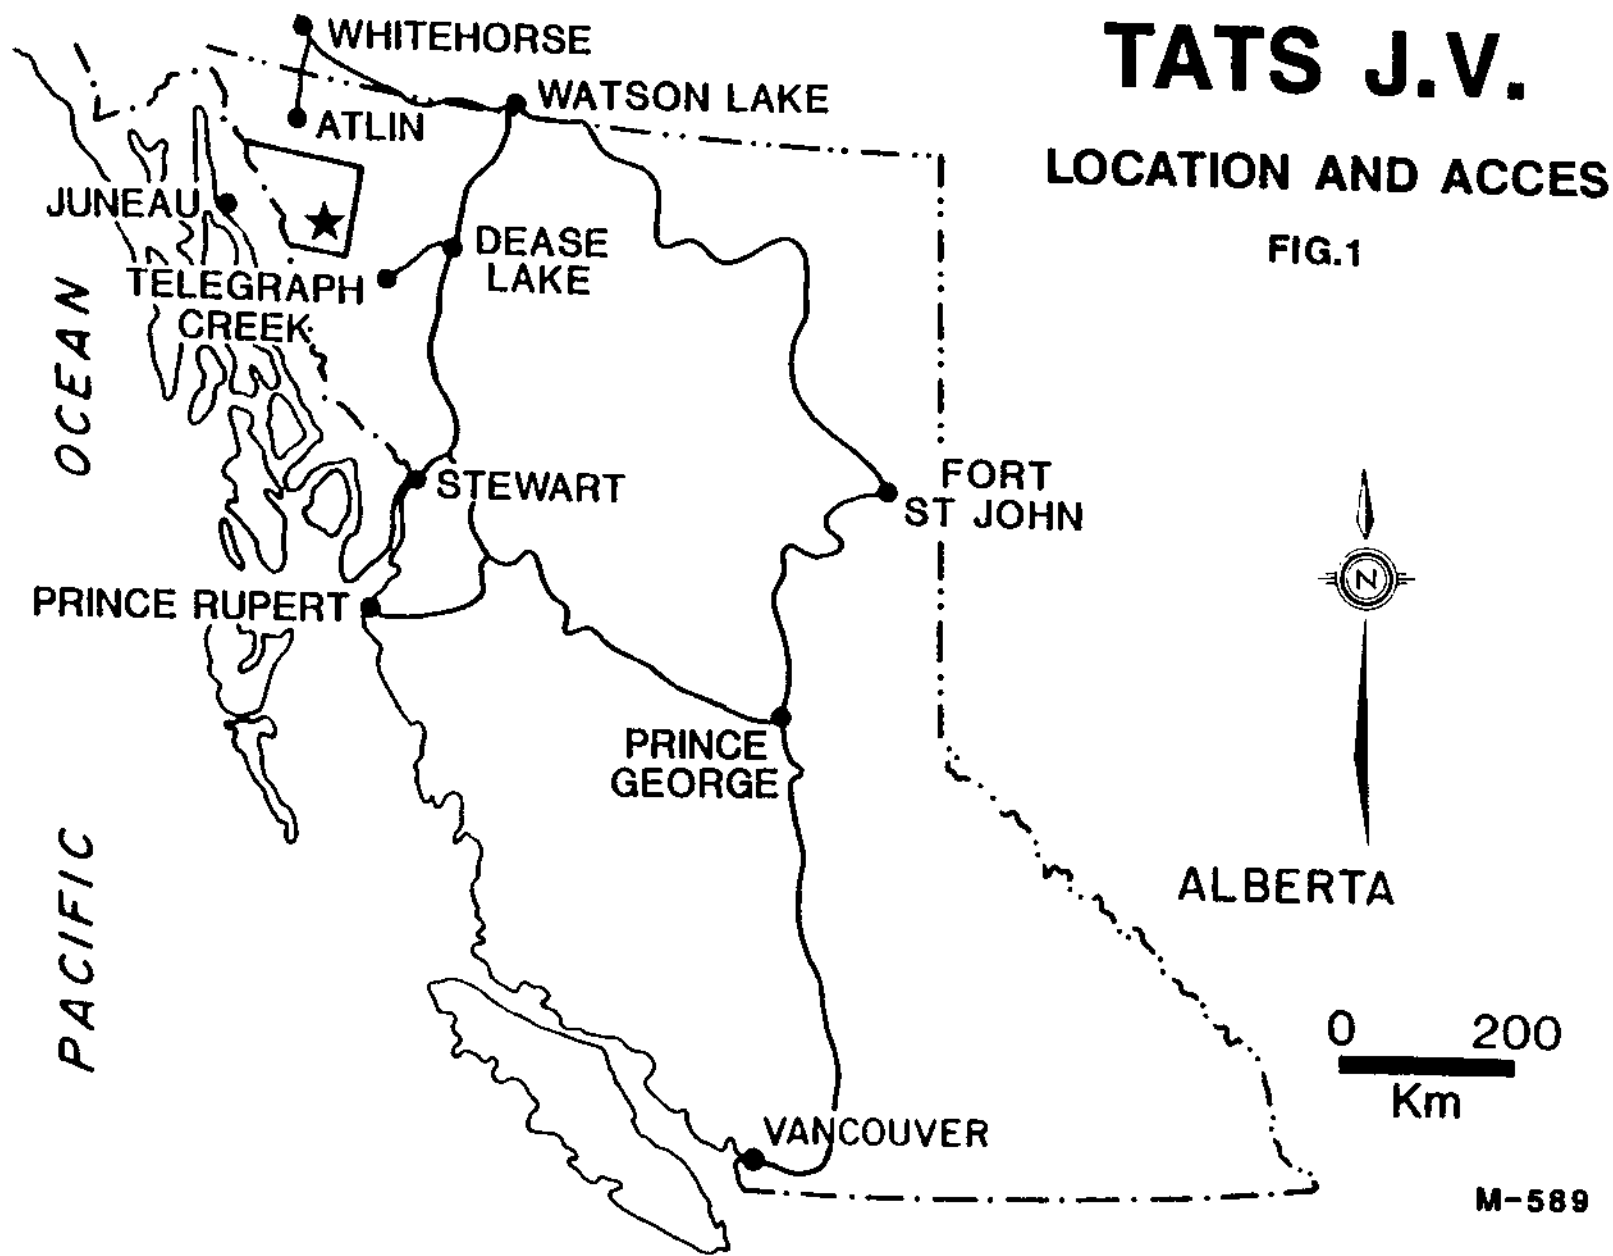 TATS J.V.
LOCATION AND ACCES
FIG.1
WHITEHORSE
WATSON LAKE
ATLIN
JUNEAU
DEASE
LAKE
TELEGRAPH
CREEK
STEWART
FORT
ST JOHN
PRINCE RUPERT
PRINCE
GEORGE
VANCOUVER
PACIFIC
OCEAN
N
ALBERTA
0 200
Km
M-589